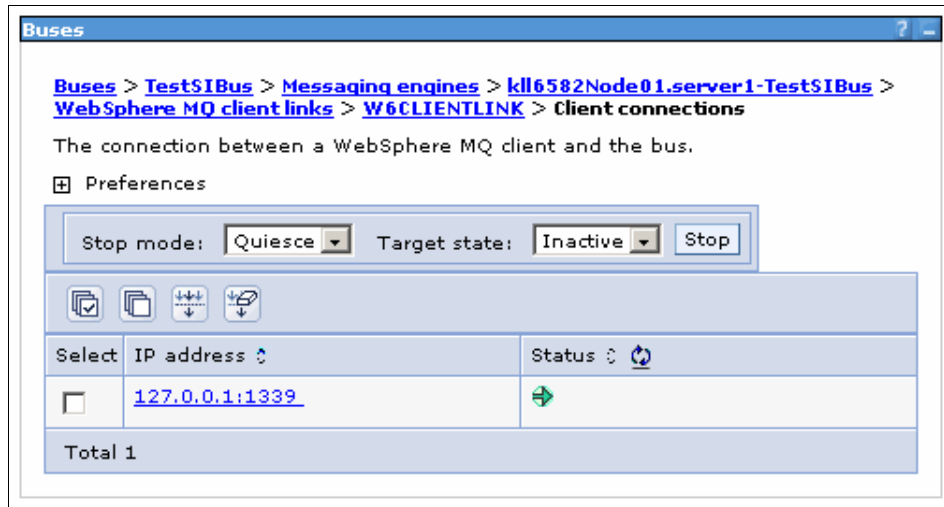 Buses ? –
Buses > TestSIBus > Messaging engines > kll6582Node01.server1-TestSIBus >
WebSphere MQ client links > W6CLIENTLINK > Client connections
The connection between a WebSphere MQ client and the bus.
Preferences
Stop mode: Quiesce Target state: Inactive Stop
Select IP address Status
127.0.0.1:1339
Total 1